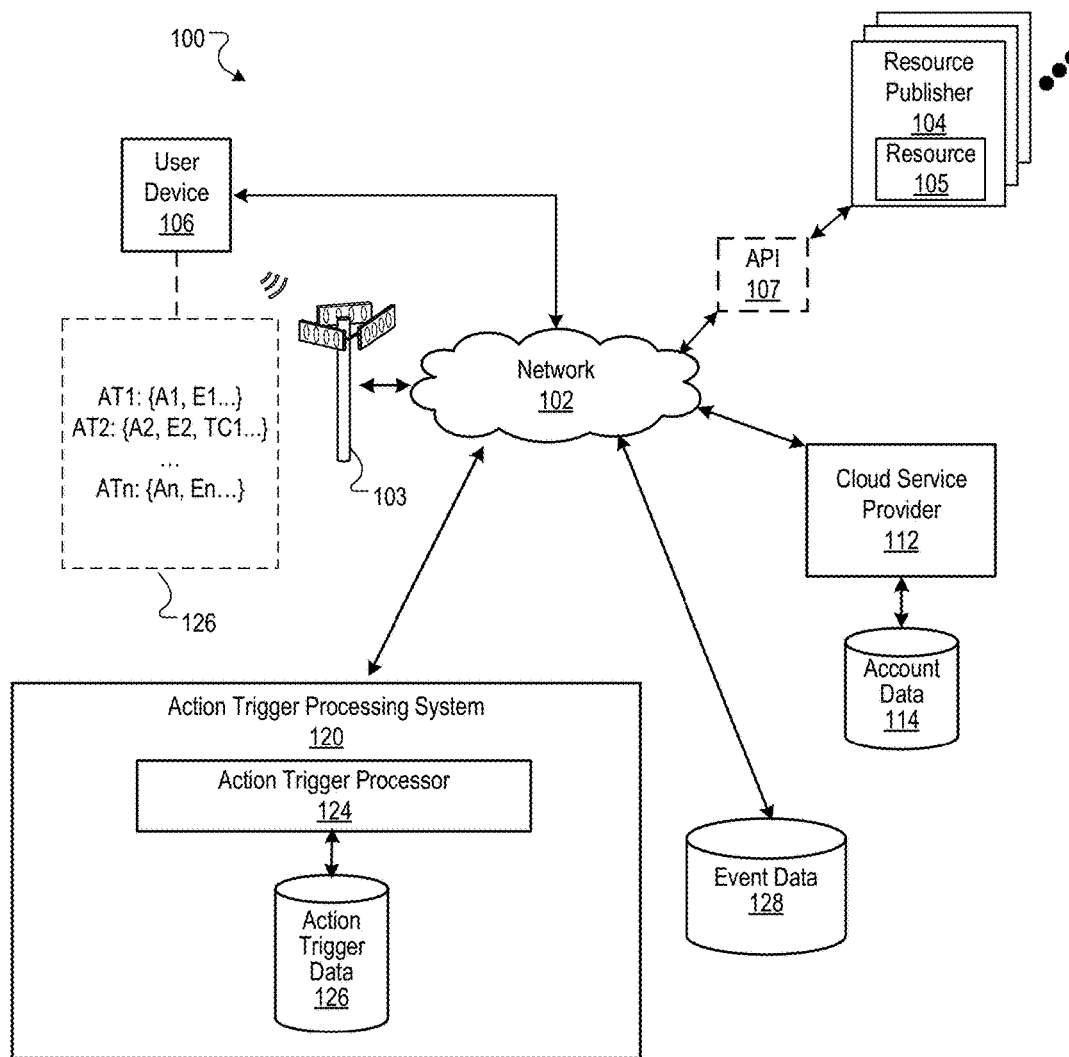 100
Resource
Publisher
104
Resource
105
User
Device
106
API
107
Network
102
AT1: {A1, E1...}
AT2: {A2, E2, TC1...}
...
ATn: {An, En...}
103
Cloud Service
Provider
112
126
Account
Data
114
Action Trigger Processing System
120
Action Trigger Processor
124
Action
Trigger
Data
126
Event Data
128